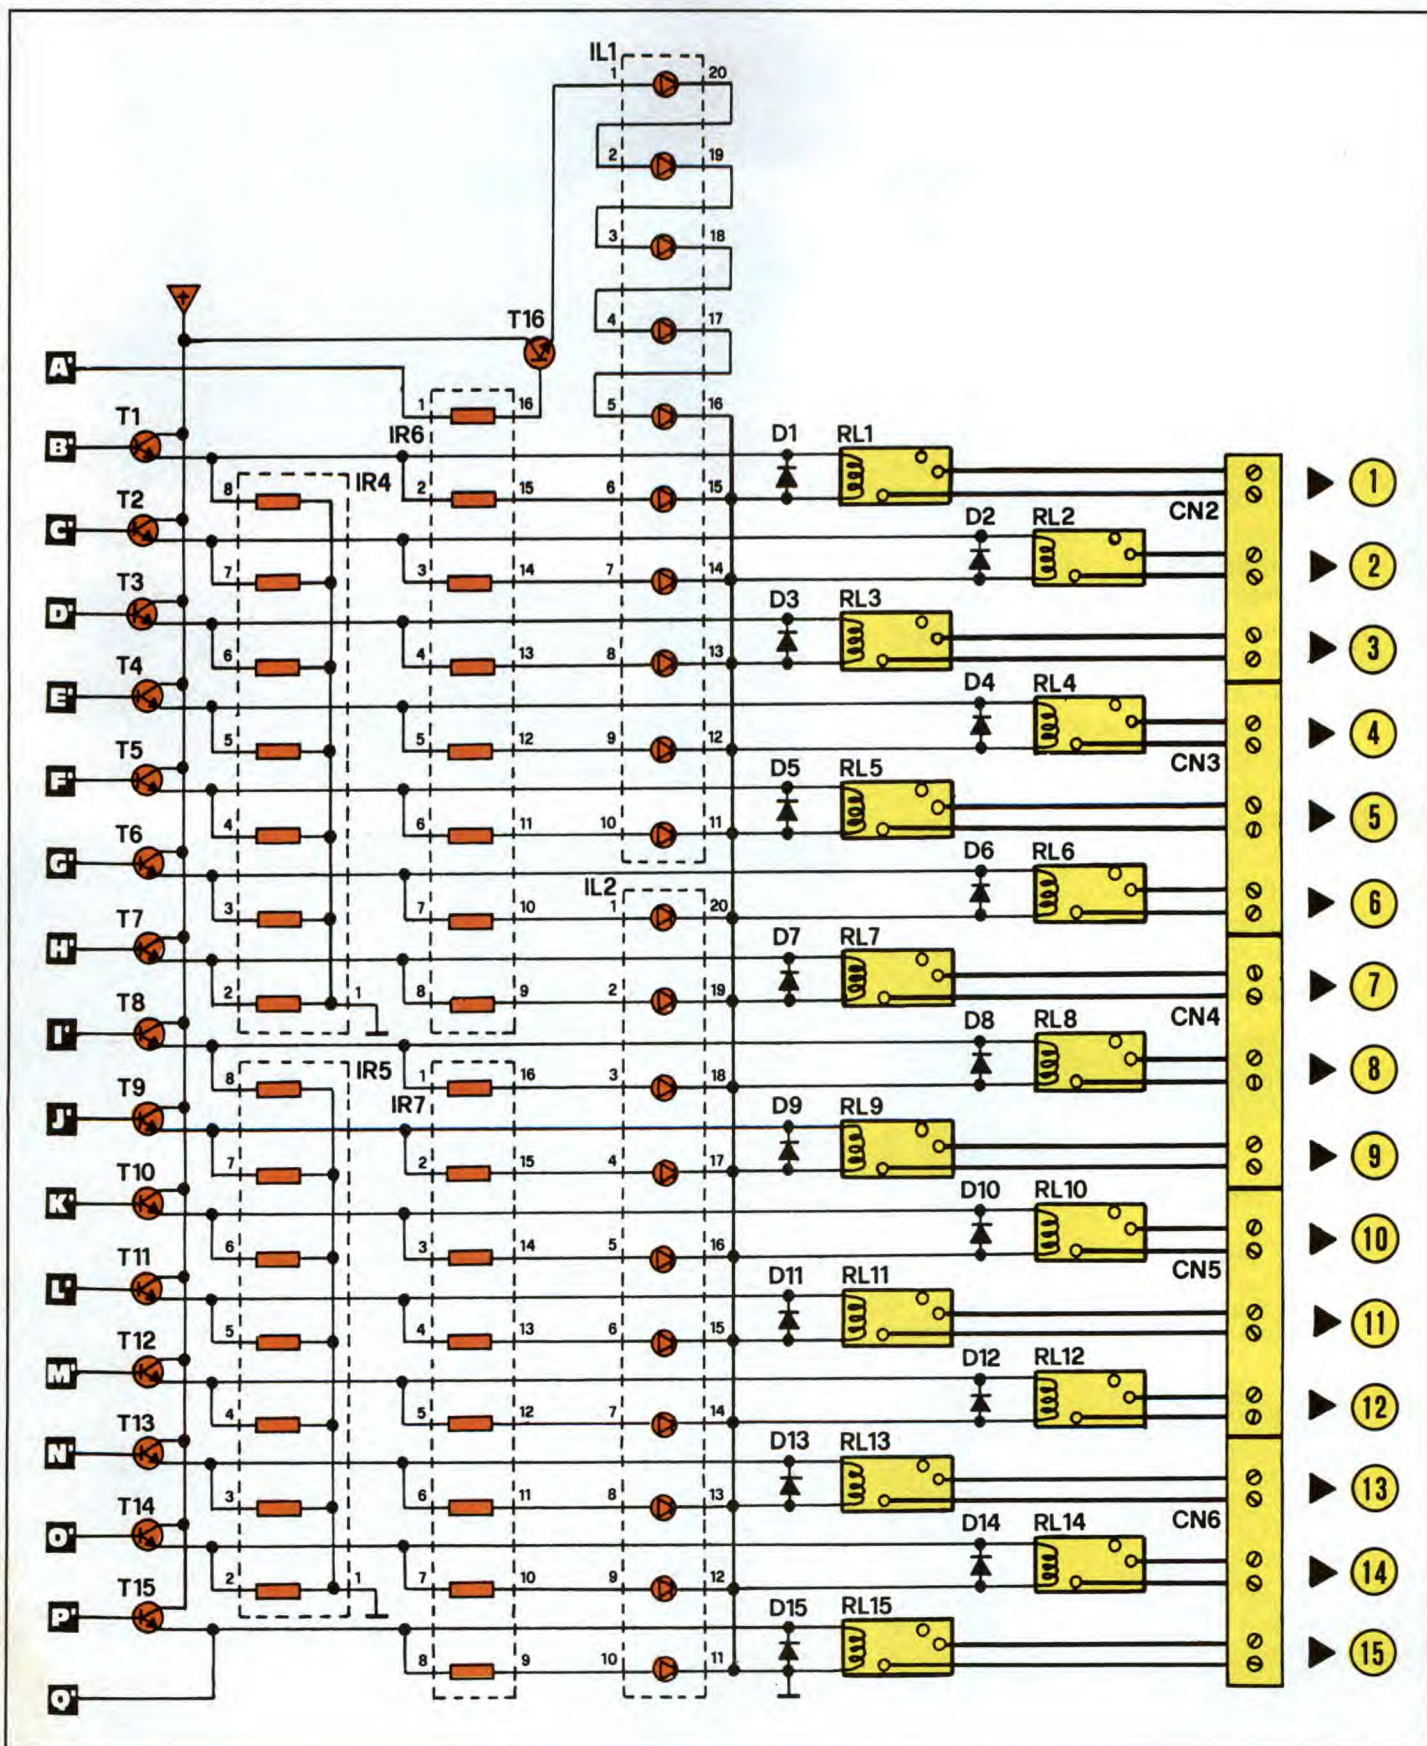 IL1
1 20
2 19
3 18
+
T16
4 17
A'
1 16
5 16
T1
IR6
D1 RL1
B'
IR4
8
2 15
6 15
1
T2
CN2
D2 RL2
C'
7
3 14
7 14
2
T3
D3 RL3
D'
6
4 13
8 13
3
T4
D4 RL4
E'
5
5 12
9 12
4
T5
CN3
D5 RL5
F'
4
6 11
10 11
5
T6
D6 RL6
G'
IL2
3
7 10
1 20
6
T7
D7 RL7
H'
2 1
8 9
2 19
7
T8
CN4
D8 RL8
I'
IR5
8
1 16
3 18
8
T9
IR7
D9 RL9
J'
7
2 15
4 17
9
T10
D10 RL10
K'
6
3 14
5 16
10
T11
CN5
D11 RL11
L'
5
4 13
6 15
11
T12
D12 RL12
M'
4
5 12
7 14
12
T13
D13 RL13
N'
3
6 11
8 13
13
T14
CN6
D14 RL14
O'
2 1
7 10
9 12
14
T15
D15 RL15
P'
8 9
10 11
15
Q'